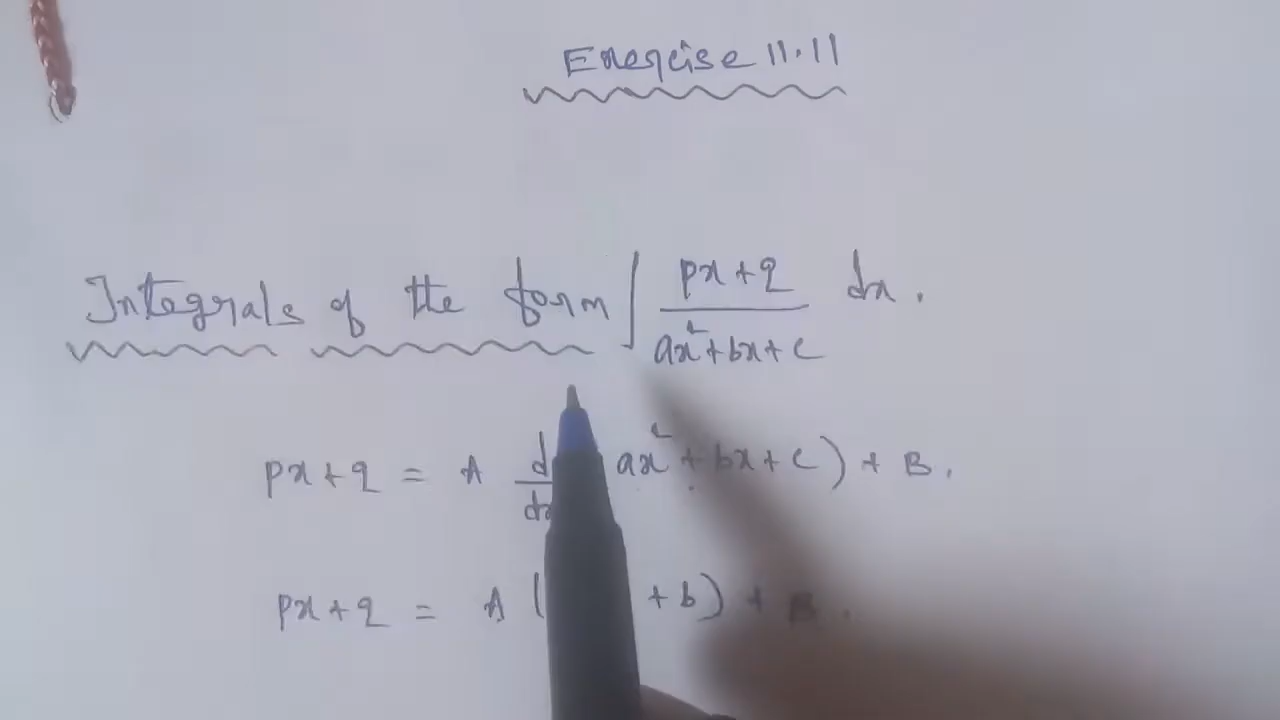 Exercise 11.11
Integrals of the form ∫ (px+q)/(ax²+bx+c) dx.
px+q = A d/dx ax²+bx+c) + B.
px+q = A ( +b) + B.